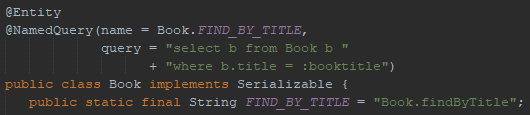 @Entity
@NamedQuery(name = Book.FIND_BY_TITLE,
query = "select b from Book b "
+ "where b.title = :booktitle")
public class Book implements Serializable {
public static final String FIND_BY_TITLE = "Book.findByTitle";